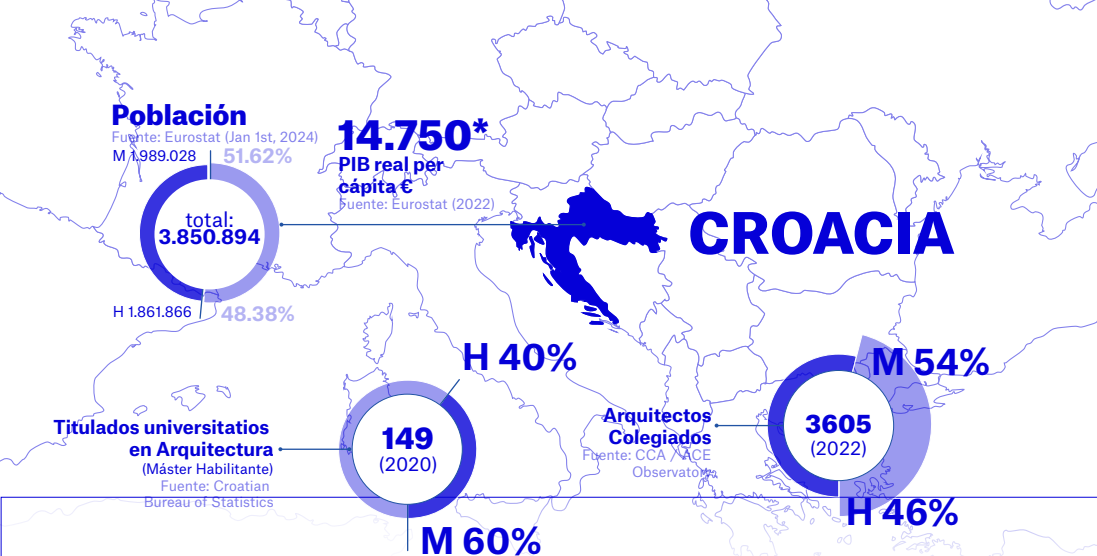 Población
Fuente: Eurostat (Jan 1st, 2024)
M 1.989.028
51.62%
total:
3.850.894
H 1.861.866
48.38%
14.750*
PIB real per
cápita €
Fuente: Eurostat (2022)
CROACIA
H 40%
Titulados universitatios
en Arquitectura
(Máster Habilitante)
Fuente: Croatian
Bureau of Statistics
149
(2020)
M 60%
Arquitectos
Colegiados
Fuente: CCA / ACE
Observatory
3605
(2022)
M 54%
H 46%